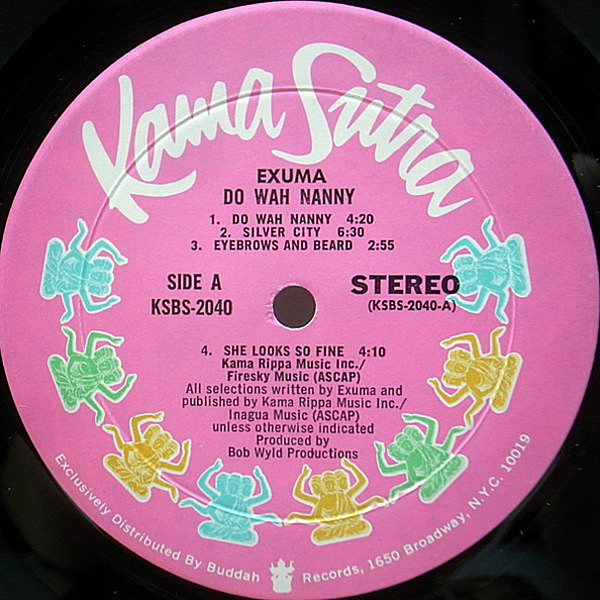 Kama Sutra
EXUMA
DO WAH NANNY
1. DO WAH NANNY 4:20
2. SILVER CITY 6:30
3. EYEBROWS AND BEARD 2:55
SIDE A
KSBS-2040
STEREO
(KSBS-2040-A)
4. SHE LOOKS SO FINE 4:10
Kama Rippa Music Inc./
Firesky Music (ASCAP)
All selections written by Exuma and
published by Kama Rippa Music Inc./
Inagua Music (ASCAP)
unless otherwise indicated
Produced by
Bob Wyld Productions
Exclusively Distributed By Buddah Records, 1650 Broadway, N.Y.C. 10019